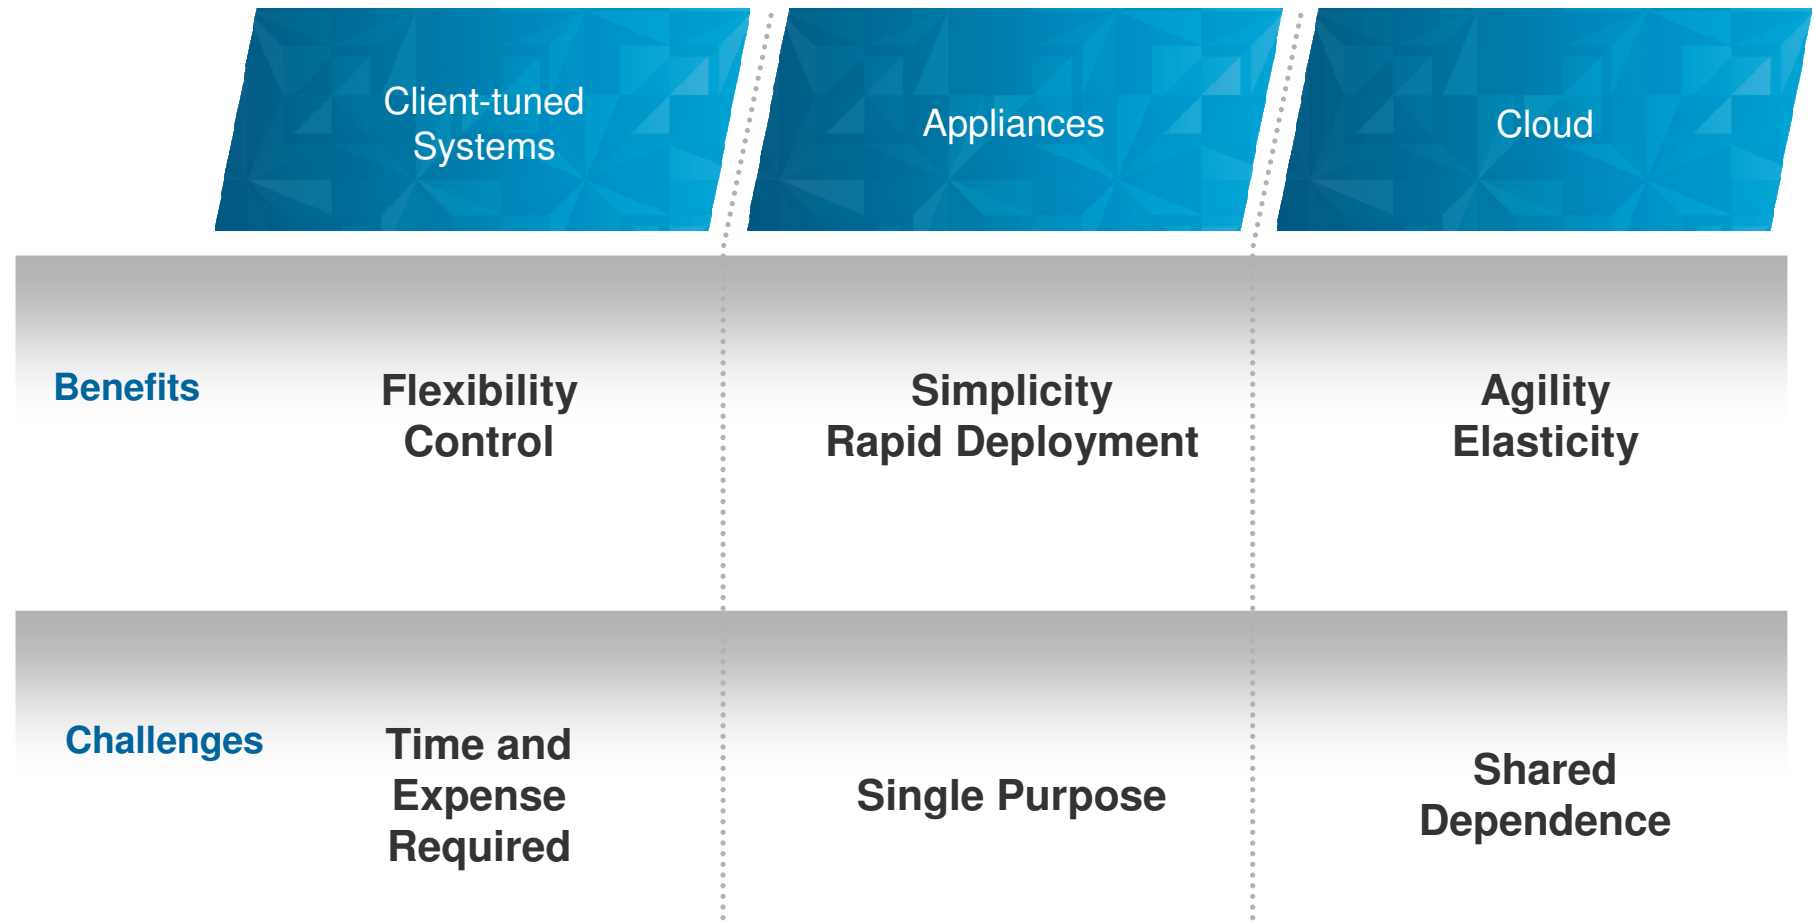 Client-tuned
Systems
Appliances
Cloud
Benefits
Flexibility
Control
Simplicity
Rapid Deployment
Agility
Elasticity
Challenges
Time and
Expense
Required
Single Purpose
Shared
Dependence